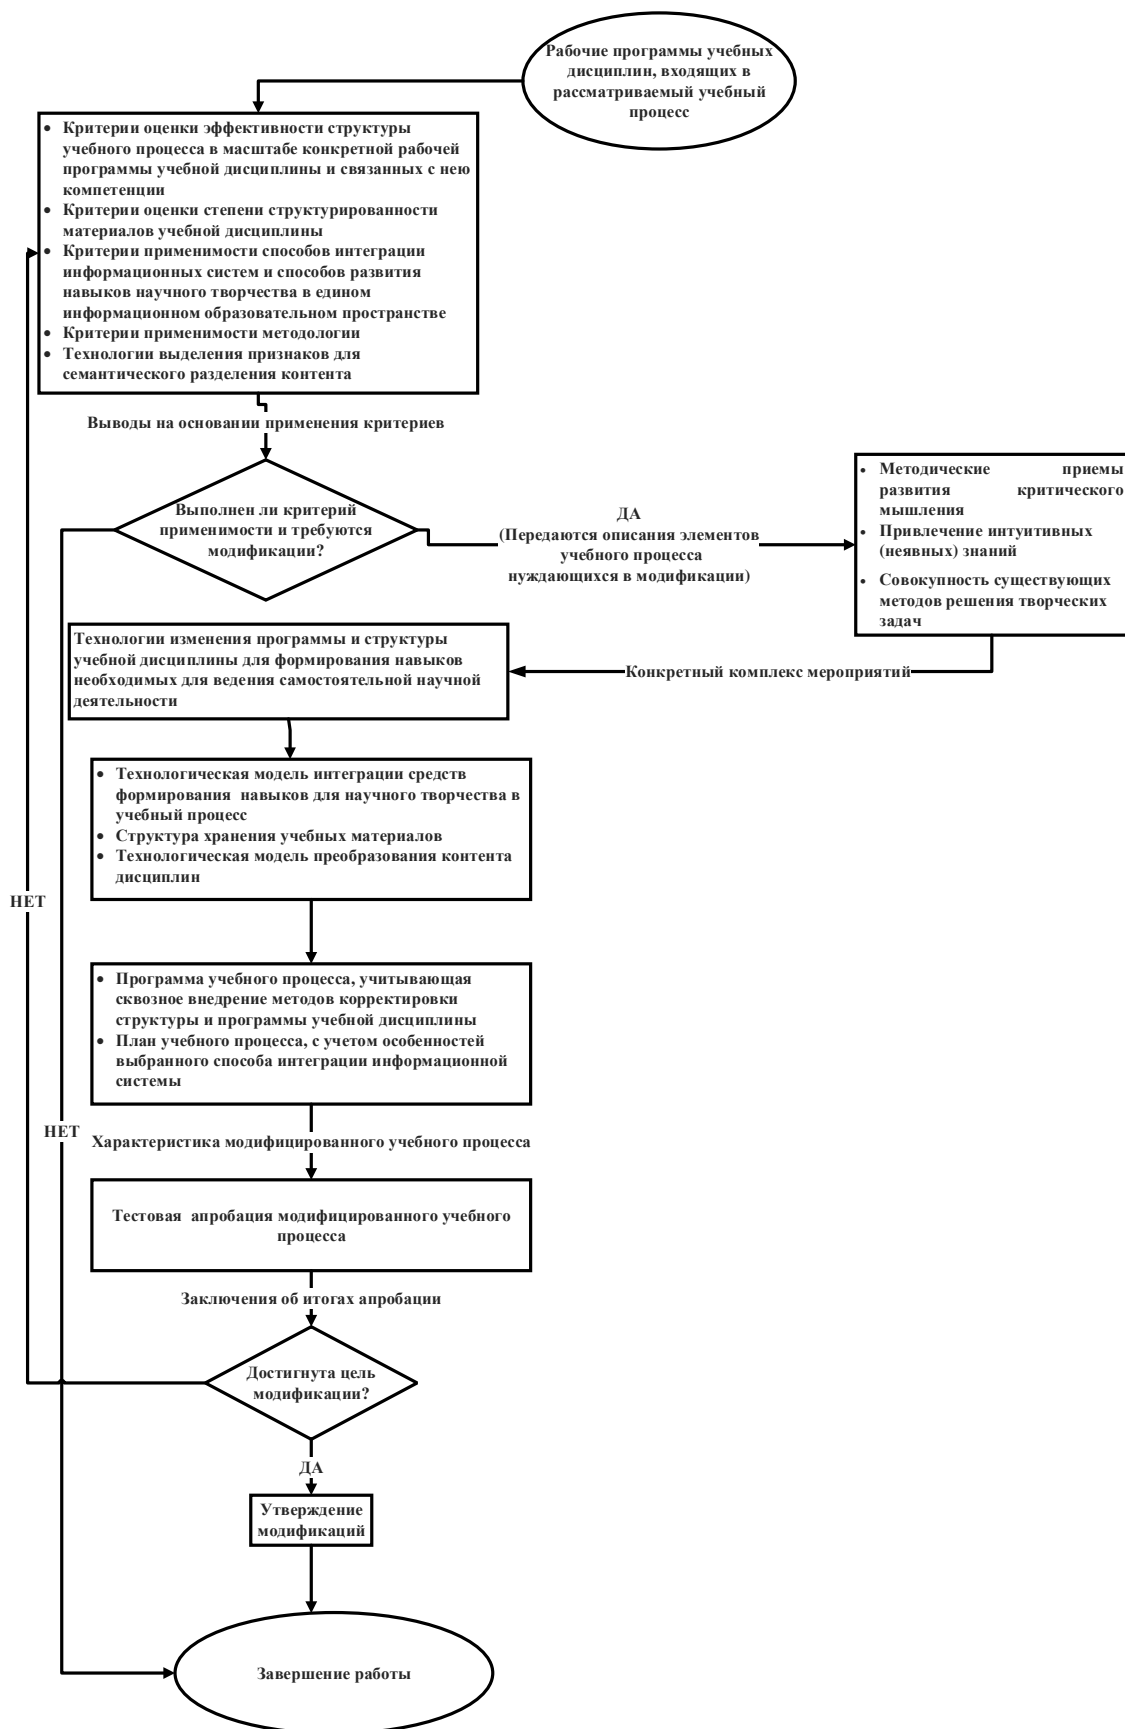 Рабочие программы учебных
дисциплин, входящих в
рассматриваемый учебный
процесс
• Критерии оценки эффективности структуры
учебного процесса в масштабе конкретной рабочей
программы учебной дисциплины и связанных с нею
компетенции
• Критерии оценки степени структурированности
материалов учебной дисциплины
• Критерии применимости способов интеграции
информационных систем и способов развития
навыков научного творчества в едином
информационном образовательном пространстве
• Критерии применимости методологии
• Технологии выделения признаков для
семантического разделения контента
Выводы на основании применения критериев
Выполнен ли критерий
применимости и требуются
модификации?
ДА
(Передаются описания элементов
учебного процесса
нуждающихся в модификации)
• Методические приемы
развития критического
мышления
• Привлечение интуитивных
(неявных) знаний
• Совокупность существующих
методов решения творческих
задач
Конкретный комплекс мероприятий
Технологии изменения программы и структуры
учебной дисциплины для формирования навыков
необходимых для ведения самостоятельной научной
деятельности
• Технологическая модель интеграции средств
формирования навыков для научного творчества в
учебный процесс
• Структура хранения учебных материалов
• Технологическая модель преобразования контента
дисциплин
НЕТ
• Программа учебного процесса, учитывающая
сквозное внедрение методов корректировки
структуры и программы учебной дисциплины
• План учебного процесса, с учетом особенностей
выбранного способа интеграции информационной
системы
НЕТ
Характеристика модифицированного учебного процесса
Тестовая апробация модифицированного учебного
процесса
Заключения об итогах апробации
Достигнута цель
модификации?
ДА
Утверждение
модификаций
Завершение работы